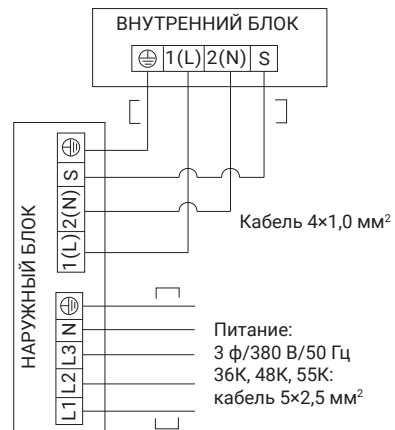 ВНУТРЕННИЙ БЛОК
1(L) 2(N) S
НАРУЖНЫЙ БЛОК
S
2(N)
1(L)
Кабель 4×1,0 мм²
N
L3
L2
L1
Питание:
3 ф/380 В/50 Гц
36K, 48K, 55K:
кабель 5×2,5 мм²